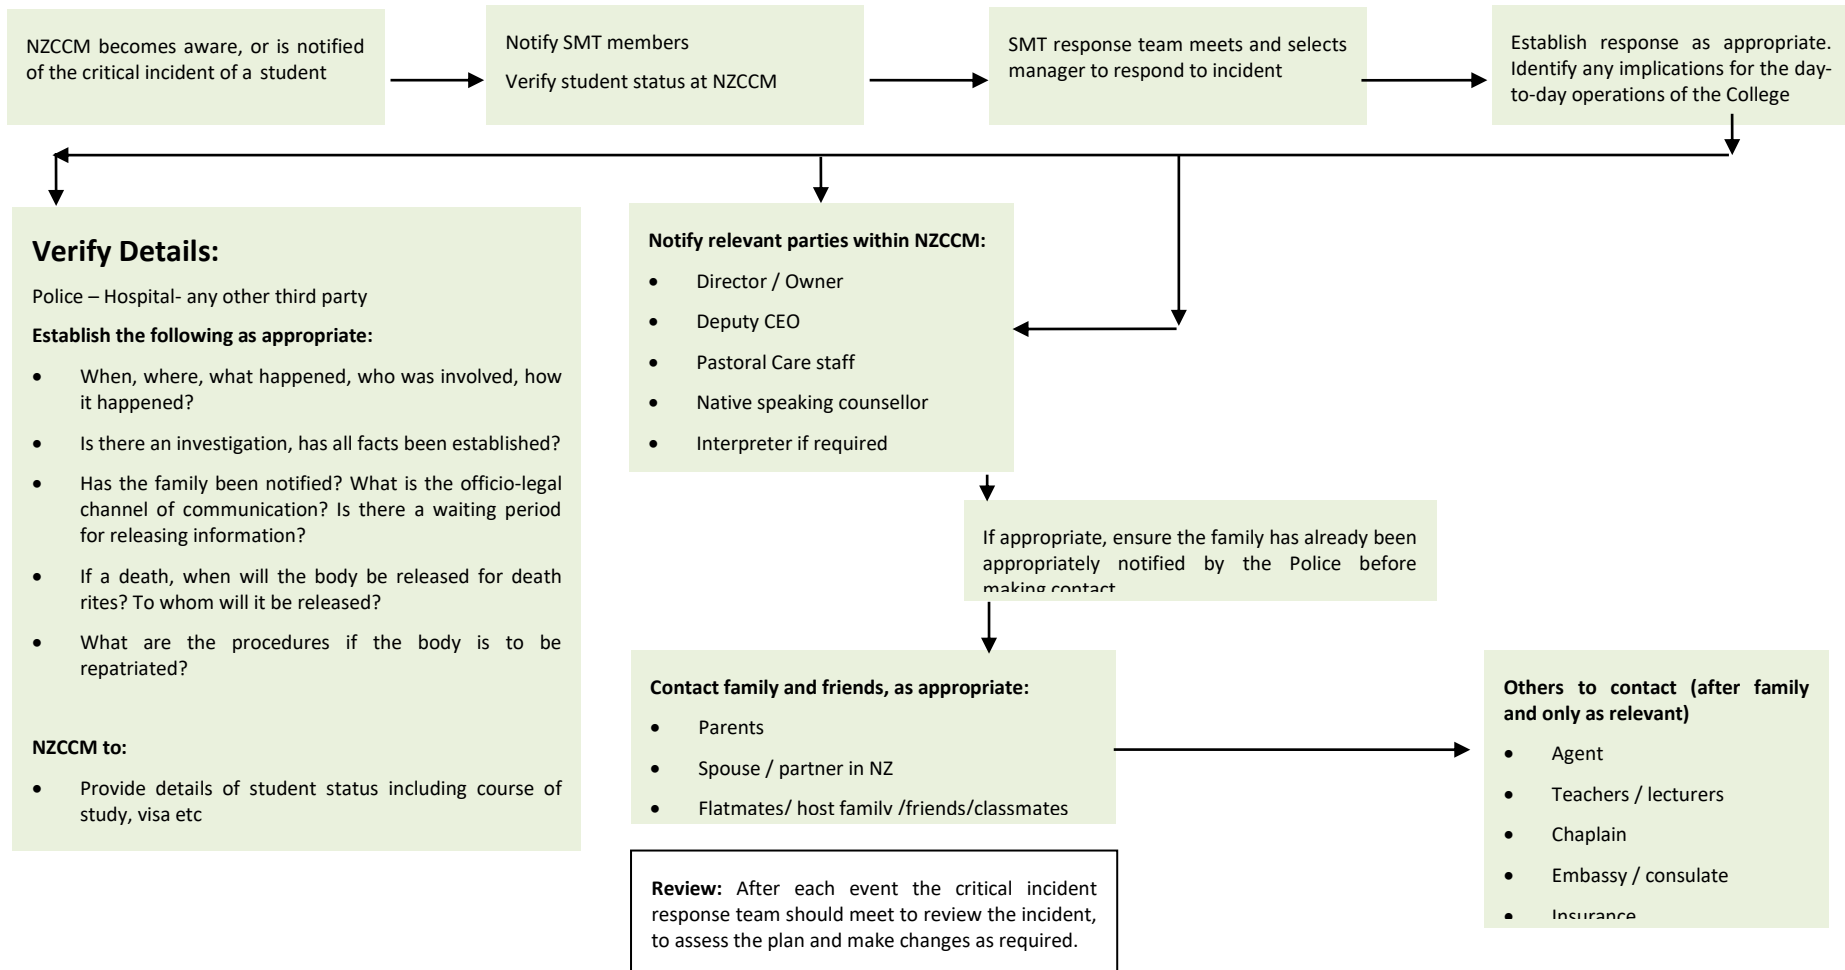 NZCCM becomes aware, or is notified
of the critical incident of a student
Notify SMT members
Verify student status at NZCCM
SMT response team meets and selects
manager to respond to incident
Establish response as appropriate.
Identify any implications for the day-
to-day operations of the College
Verify Details:
Police – Hospital- any other third party
Establish the following as appropriate:
• When, where, what happened, who was involved, how
it happened?
• Is there an investigation, has all facts been established?
• Has the family been notified? What is the officio-legal
channel of communication? Is there a waiting period
for releasing information?
• If a death, when will the body be released for death
rites? To whom will it be released?
• What are the procedures if the body is to be
repatriated?
NZCCM to:
• Provide details of student status including course of
study, visa etc
Notify relevant parties within NZCCM:
• Director / Owner
• Deputy CEO
• Pastoral Care staff
• Native speaking counsellor
• Interpreter if required
If appropriate, ensure the family has already been
appropriately notified by the Police before
making contact
Contact family and friends, as appropriate:
• Parents
• Spouse / partner in NZ
• Flatmates/ host family /friends/classmates
Others to contact (after family
and only as relevant)
• Agent
• Teachers / lecturers
• Chaplain
• Embassy / consulate
• Insurance
Review: After each event the critical incident
response team should meet to review the incident,
to assess the plan and make changes as required.